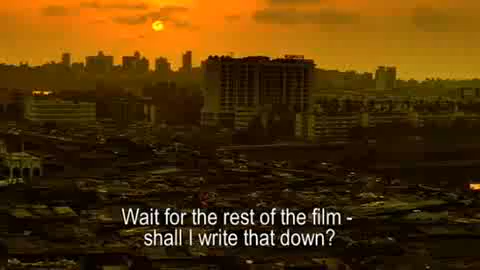 Wait for the rest of the film -
shall I write that down?